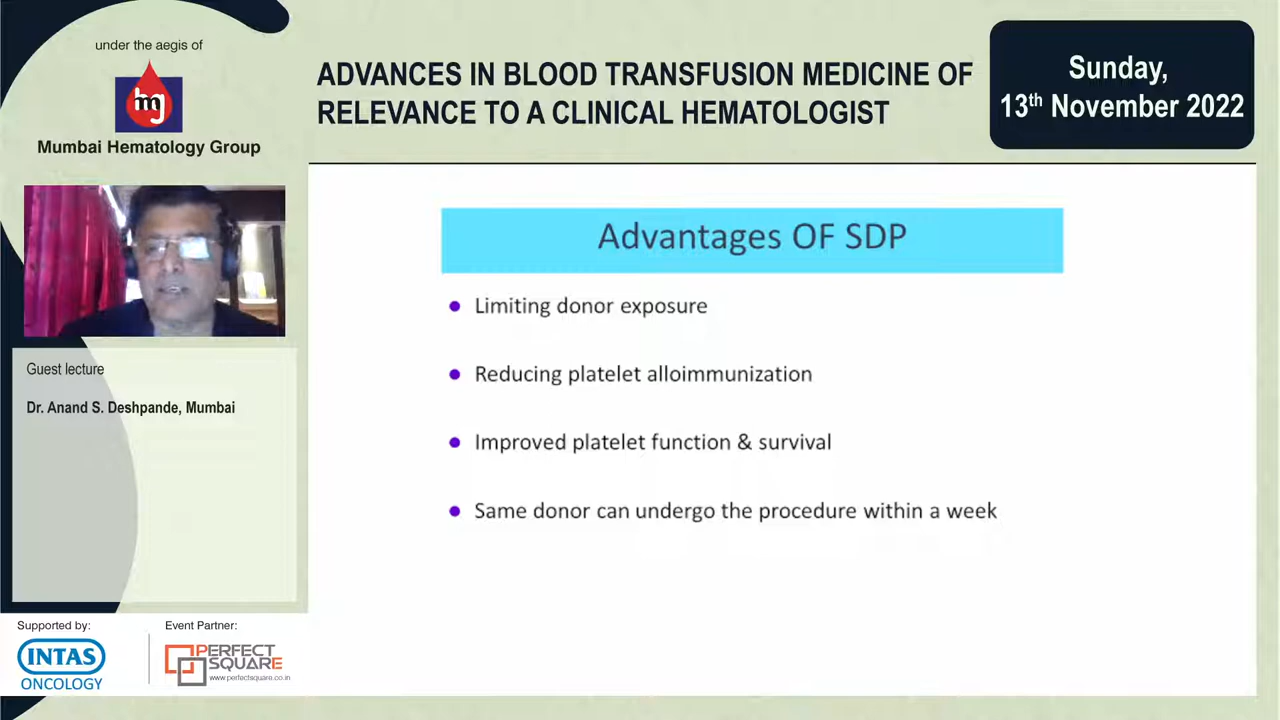 under the aegis of
mg
Mumbai Hematology Group
ADVANCES IN BLOOD TRANSFUSION MEDICINE OF
RELEVANCE TO A CLINICAL HEMATOLOGIST
Sunday,
13th November 2022
Guest lecture
Dr. Anand S. Deshpande, Mumbai
Advantages OF SDP
• Limiting donor exposure
• Reducing platelet alloimmunization
• Improved platelet function & survival
• Same donor can undergo the procedure within a week
Supported by:
INTAS
ONCOLOGY
Event Partner:
PERFECT
SQUARE
www.perfectsquare.co.in